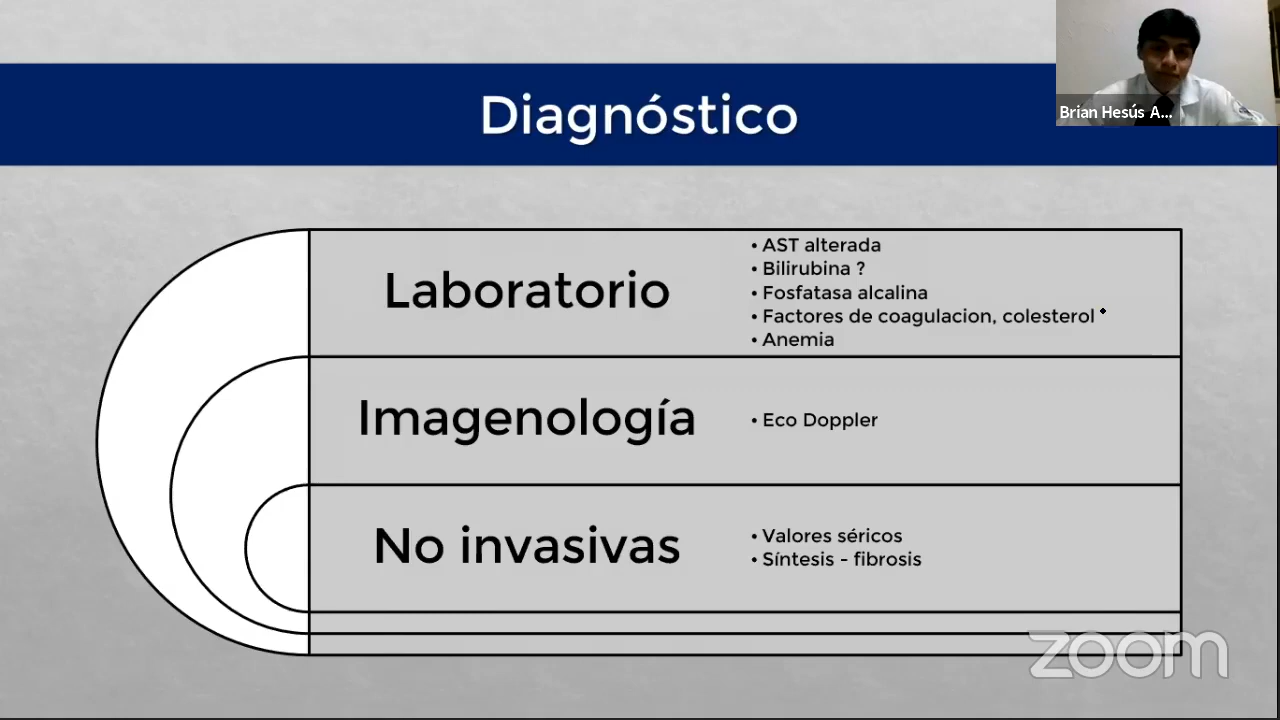 Diagnóstico
Brian Hesús A...
Laboratorio
• AST alterada
• Bilirubina ?
• Fosfatasa alcalina
• Factores de coagulacion, colesterol
• Anemia
Imagenología
• Eco Doppler
No invasivas
• Valores séricos
• Síntesis - fibrosis
zoom